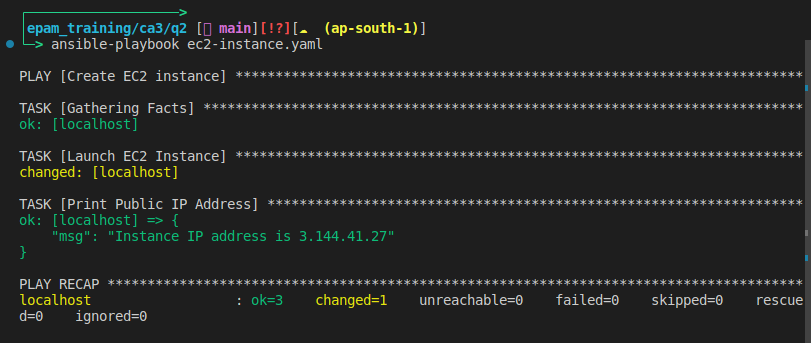 epam_training/ca3/q2 [ main][!?][☁ (ap-south-1)]
ansible-playbook ec2-instance.yaml
PLAY [Create EC2 instance] ***********************************************************************
TASK [Gathering Facts] ***************************************************************************
ok: [localhost]
TASK [Launch EC2 Instance] ***********************************************************************
changed: [localhost]
TASK [Print Public IP Address] *******************************************************************
ok: [localhost] => {
    "msg": "Instance IP address is 3.144.41.27"
}
PLAY RECAP ***************************************************************************************
localhost                  : ok=3    changed=1    unreachable=0    failed=0    skipped=0    rescue
d=0    ignored=0